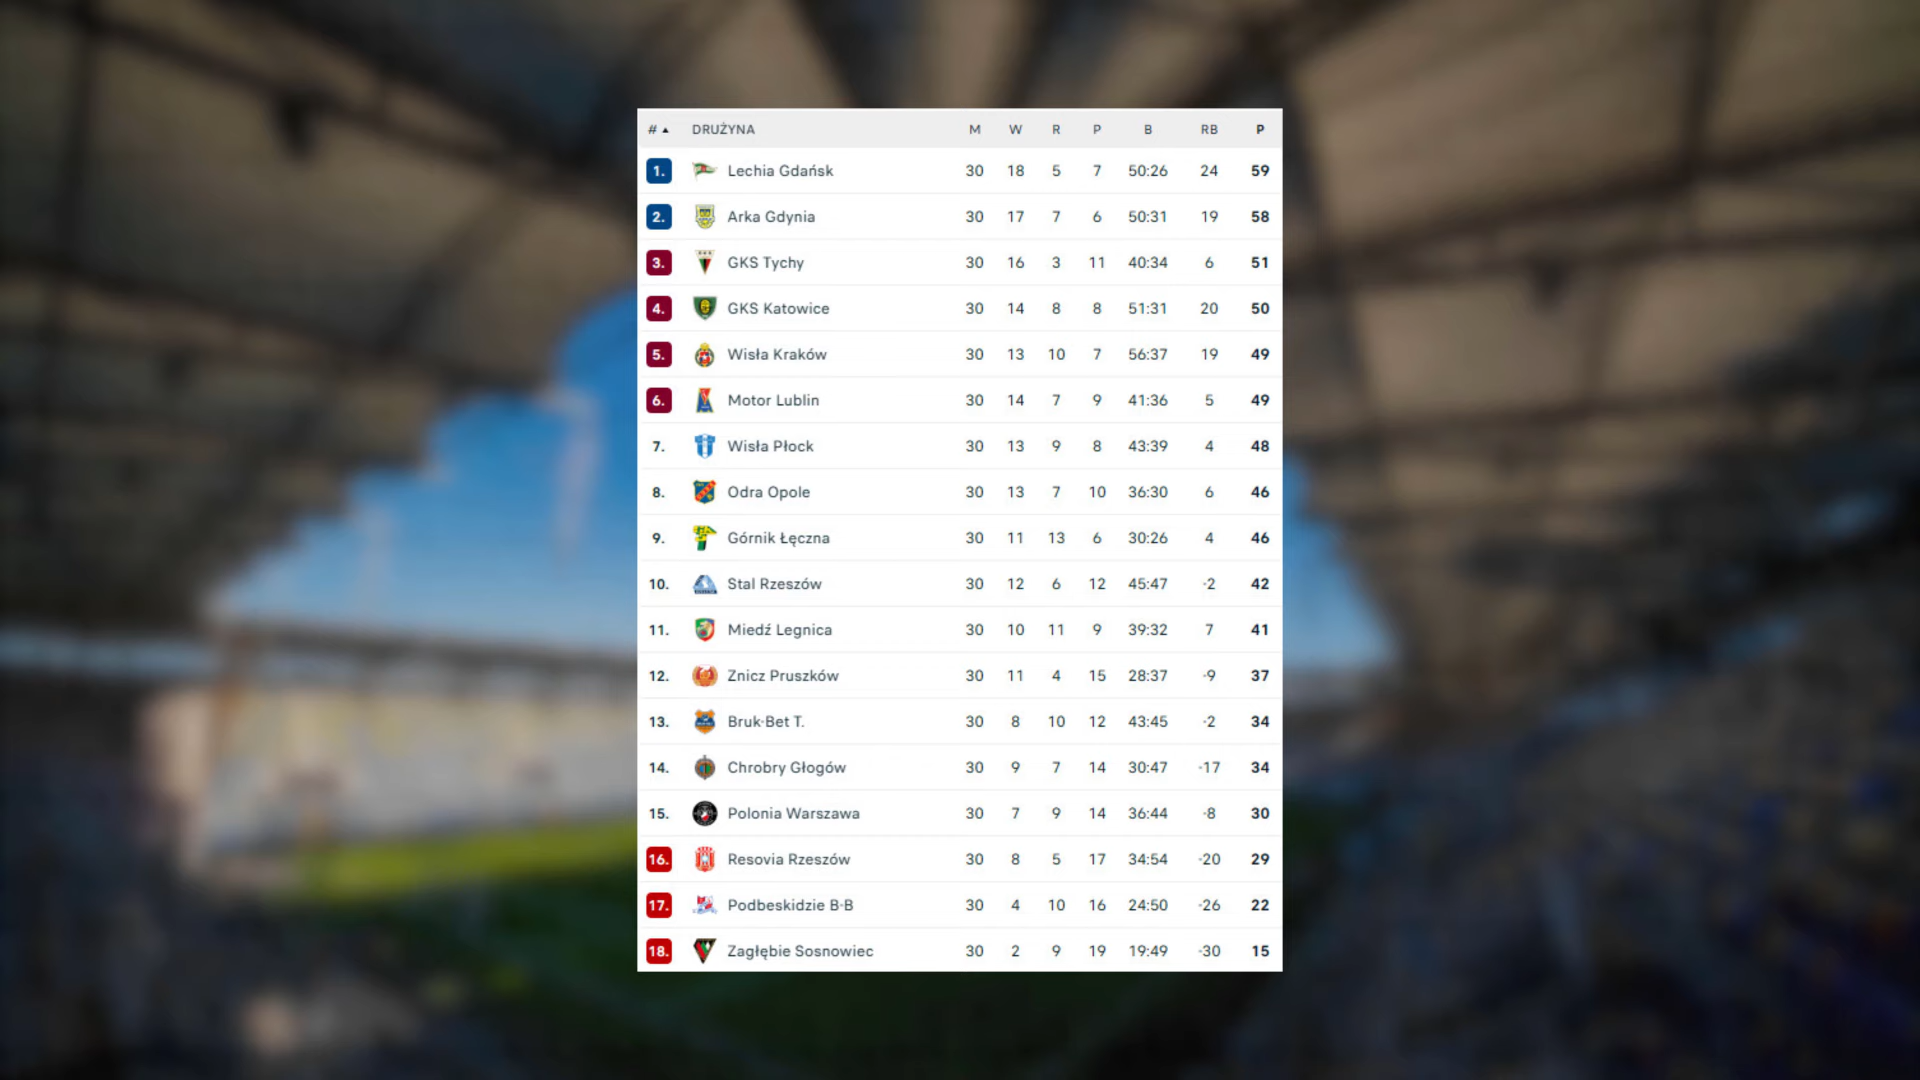 # ▲ DRUŻYNA M W R P B RB P
1. Lechia Gdańsk 30 18 5 7 50:26 24 59
2. Arka Gdynia 30 17 7 6 50:31 19 58
3. GKS Tychy 30 16 3 11 40:34 6 51
4. GKS Katowice 30 14 8 8 51:31 20 50
5. Wisła Kraków 30 13 10 7 56:37 19 49
6. Motor Lublin 30 14 7 9 41:36 5 49
7. Wisła Płock 30 13 9 8 43:39 4 48
8. Odra Opole 30 13 7 10 36:30 6 46
9. Górnik Łęczna 30 11 13 6 30:26 4 46
10. Stal Rzeszów 30 12 6 12 45:47 -2 42
11. Miedź Legnica 30 10 11 9 39:32 7 41
12. Znicz Pruszków 30 11 4 15 28:37 -9 37
13. Bruk-Bet T. 30 8 10 12 43:45 -2 34
14. Chrobry Głogów 30 9 7 14 30:47 -17 34
15. Polonia Warszawa 30 7 9 14 36:44 -8 30
16. Resovia Rzeszów 30 8 5 17 34:54 -20 29
17. Podbeskidzie B-B 30 4 10 16 24:50 -26 22
18. Zagłębie Sosnowiec 30 2 9 19 19:49 -30 15